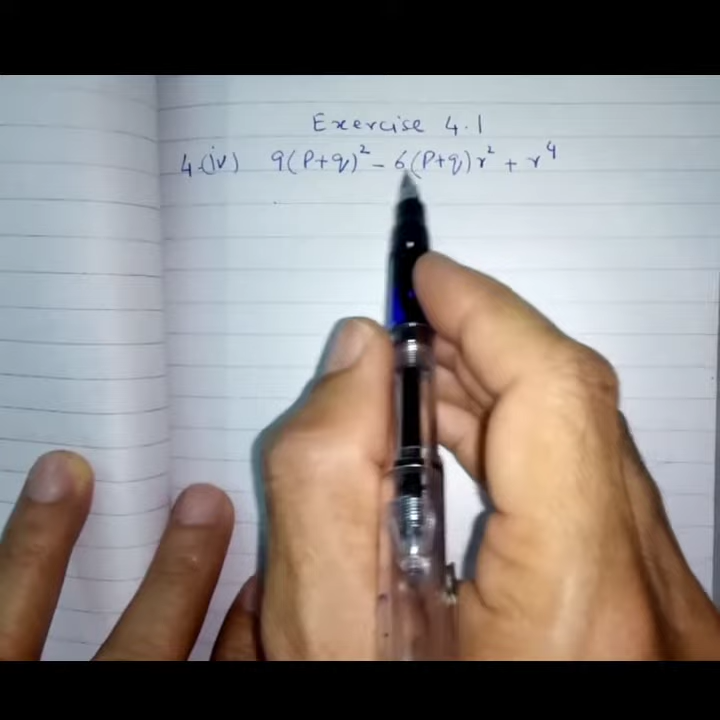 Exercise 4.1
4.(iv) 9(P+q)² - 6(P+q)r² + r⁴